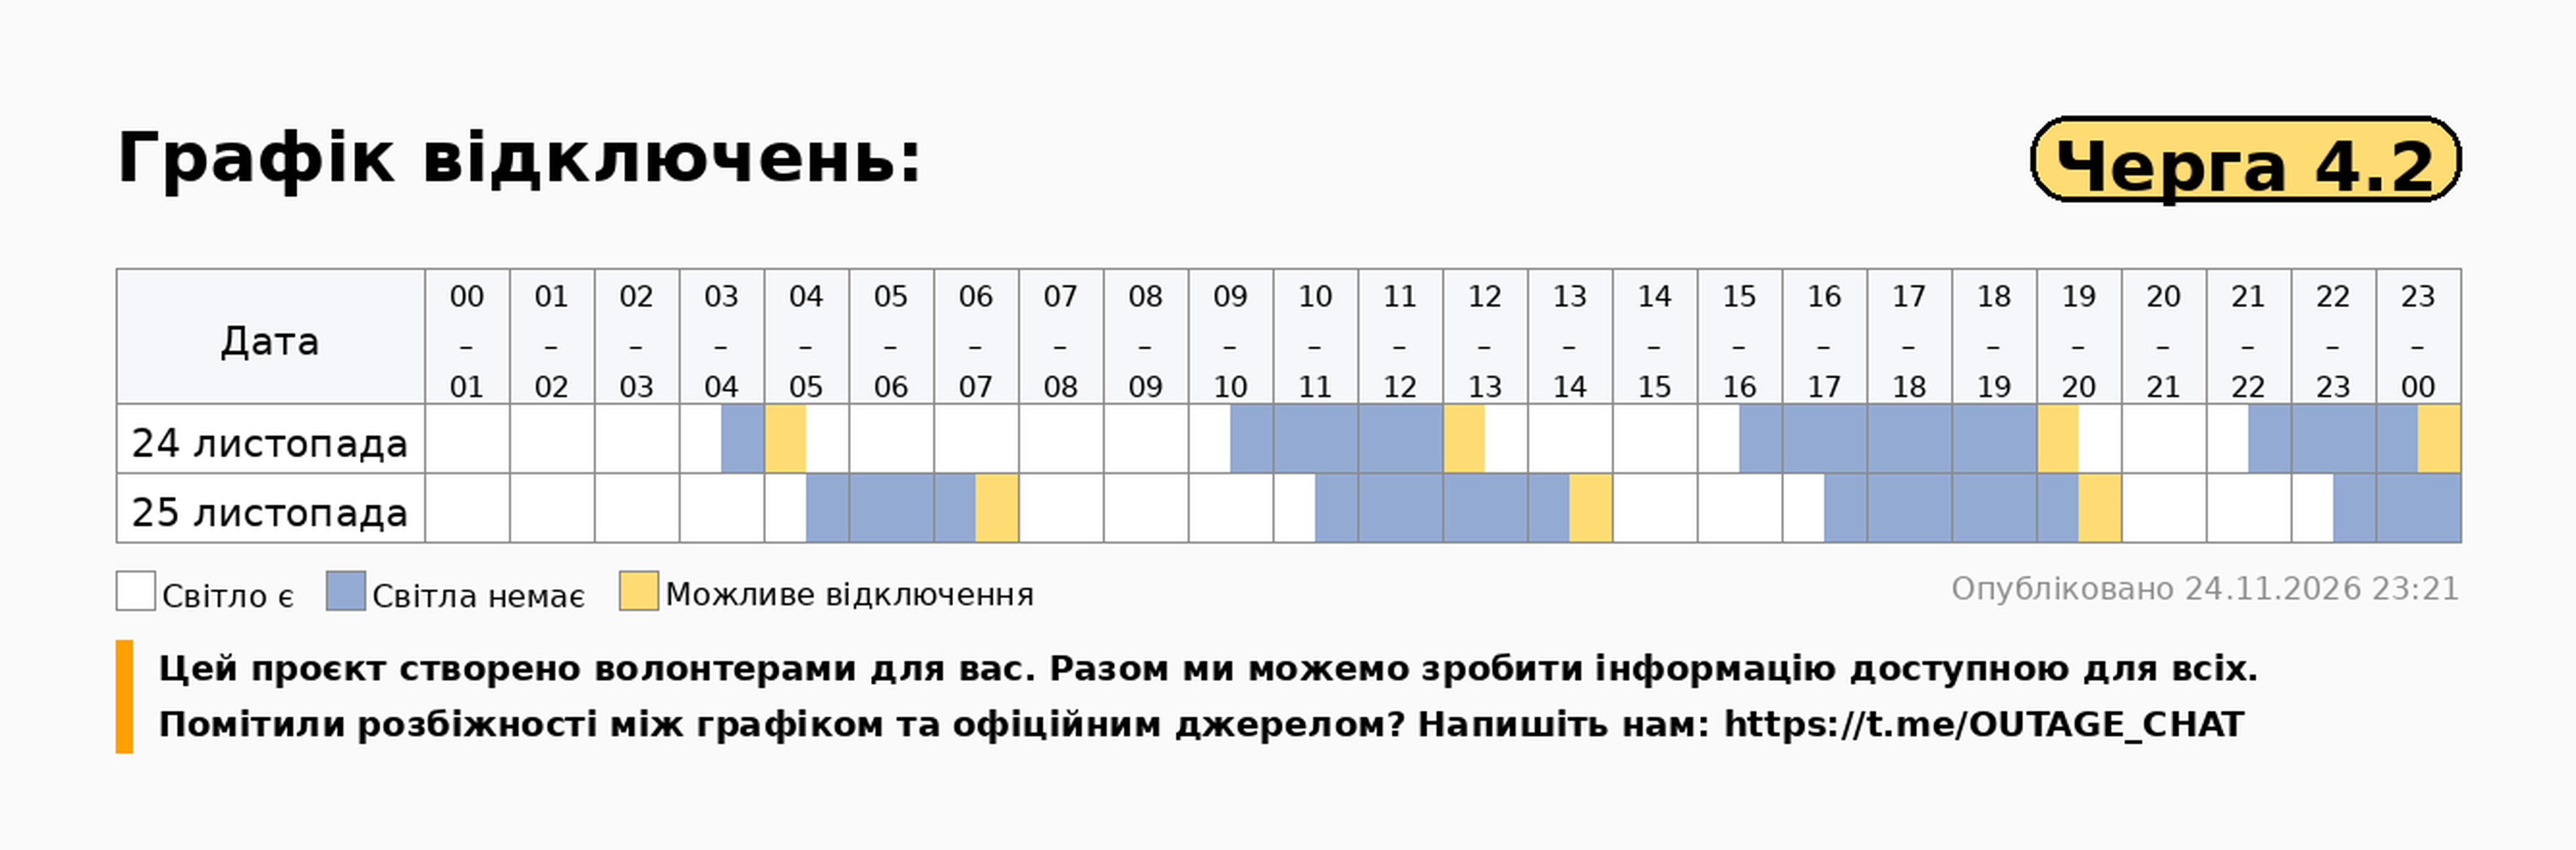 Графік відключень:
Черга 4.2
Дата 00 – 01 01 – 02 02 – 03 03 – 04 04 – 05 05 – 06 06 – 07 07 – 08 08 – 09 09 – 10 10 – 11 11 – 12 12 – 13 13 – 14 14 – 15 15 – 16 16 – 17 17 – 18 18 – 19 19 – 20 20 – 21 21 – 22 22 – 23 23 – 00
24 листопада
25 листопада
Світло є Світла немає Можливе відключення
Опубліковано 24.11.2026 23:21
Цей проєкт створено волонтерами для вас. Разом ми можемо зробити інформацію доступною для всіх.
Помітили розбіжності між графіком та офіційним джерелом? Напишіть нам: https://t.me/OUTAGE_CHAT